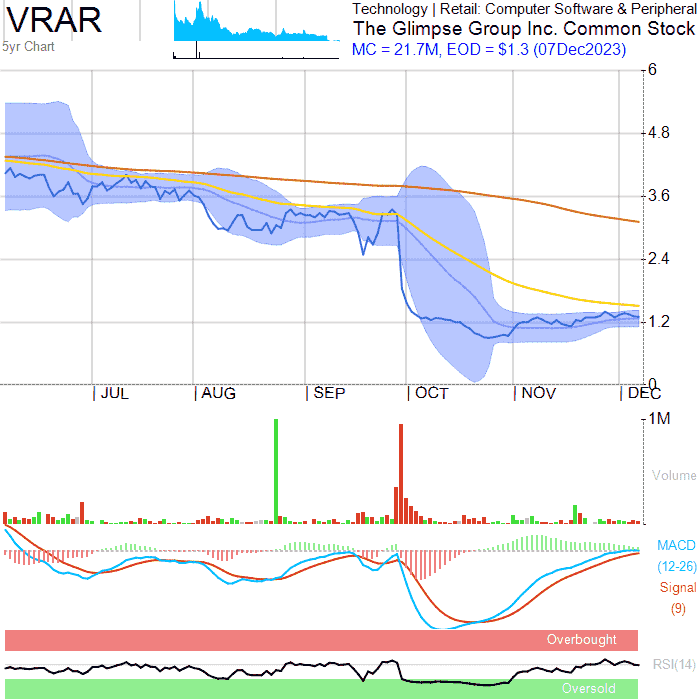 VRAR
5yr Chart
Technology | Retail: Computer Software & Peripheral
The Glimpse Group Inc. Common Stock
MC = 21.7M, EOD = $1.3 (07Dec2023)
6
4.8
3.6
2.4
1.2
0
JUL AUG SEP OCT NOV DEC
1M
Volume
MACD
(12-26)
Signal
(9)
Overbought
RSI(14)
Oversold